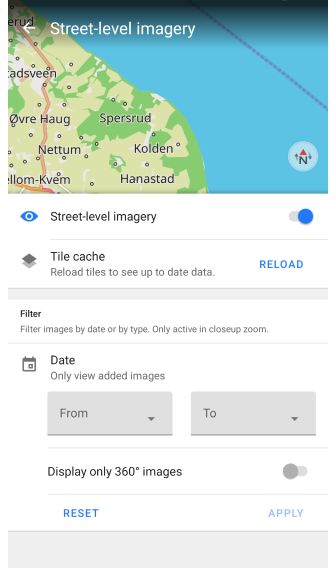 Street-level imagery
adsveen
Øvre Haug
Spersrud
Nettum
Kolden
llom-Kvem
Hanastad
N
Street-level imagery
Tile cache
Reload tiles to see up to date data.
RELOAD
Filter
Filter images by date or by type. Only active in closeup zoom.
Date
Only view added images
From
To
Display only 360° images
RESET
APPLY